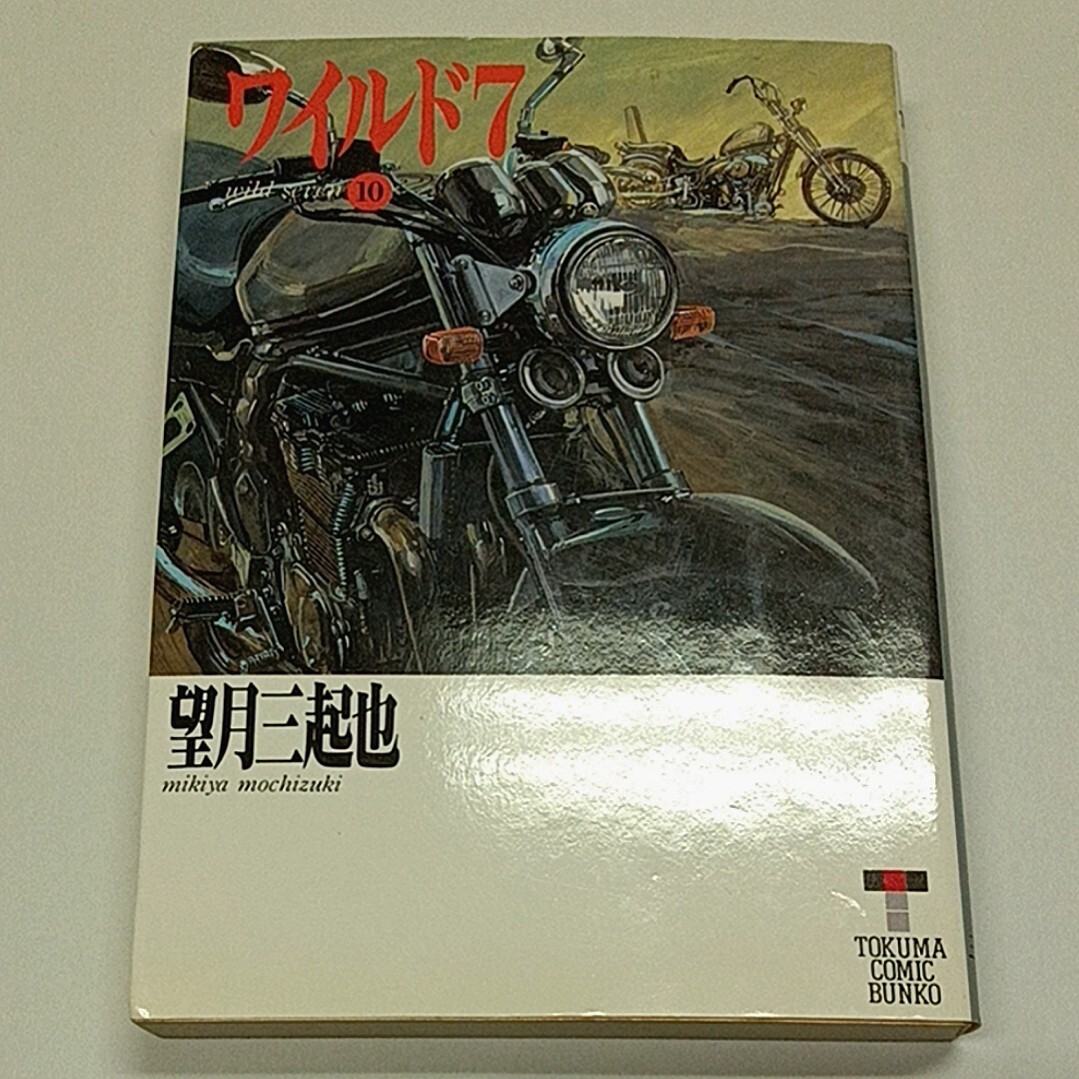 ワイルド7
wild seven 10
望月三起也
mikiya mochizuki
TOKUMA
COMIC
BUNKO